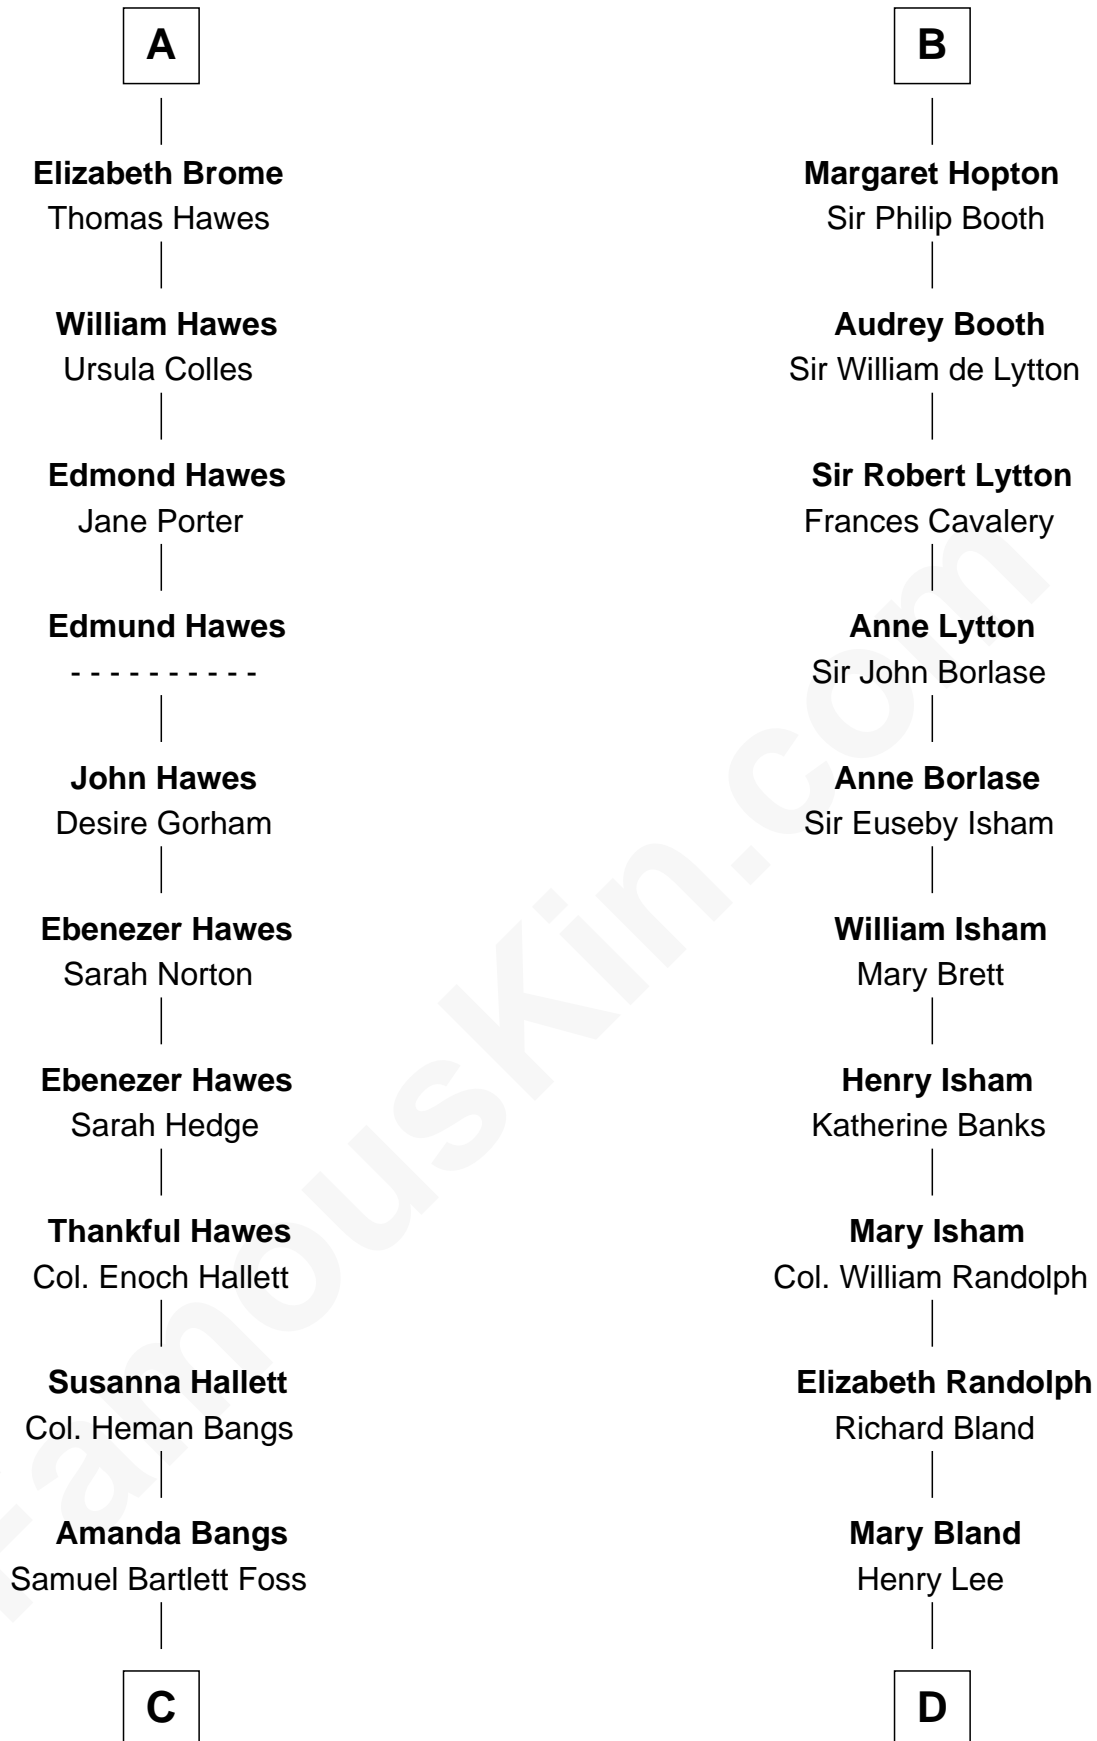 A
Elizabeth Brome
Thomas Hawes
William Hawes
Ursula Colles
Edmond Hawes
Jane Porter
Edmund Hawes
- - - - - - - - - -
John Hawes
Desire Gorham
Ebenezer Hawes
Sarah Norton
Ebenezer Hawes
Sarah Hedge
Thankful Hawes
Col. Enoch Hallett
Susanna Hallett
Col. Heman Bangs
Amanda Bangs
Samuel Bartlett Foss
C
B
Margaret Hopton
Sir Philip Booth
Audrey Booth
Sir William de Lytton
Sir Robert Lytton
Frances Cavalery
Anne Lytton
Sir John Borlase
Anne Borlase
Sir Euseby Isham
William Isham
Mary Brett
Henry Isham
Katherine Banks
Mary Isham
Col. William Randolph
Elizabeth Randolph
Richard Bland
Mary Bland
Henry Lee
D
FamousKin.com